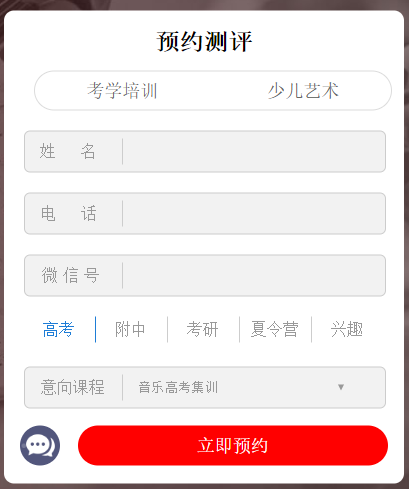 预约测评
考学培训 少儿艺术
姓 名
电 话
微 信 号
高考 附中 考研 夏令营 兴趣
意向课程 音乐高考集训
立即预约